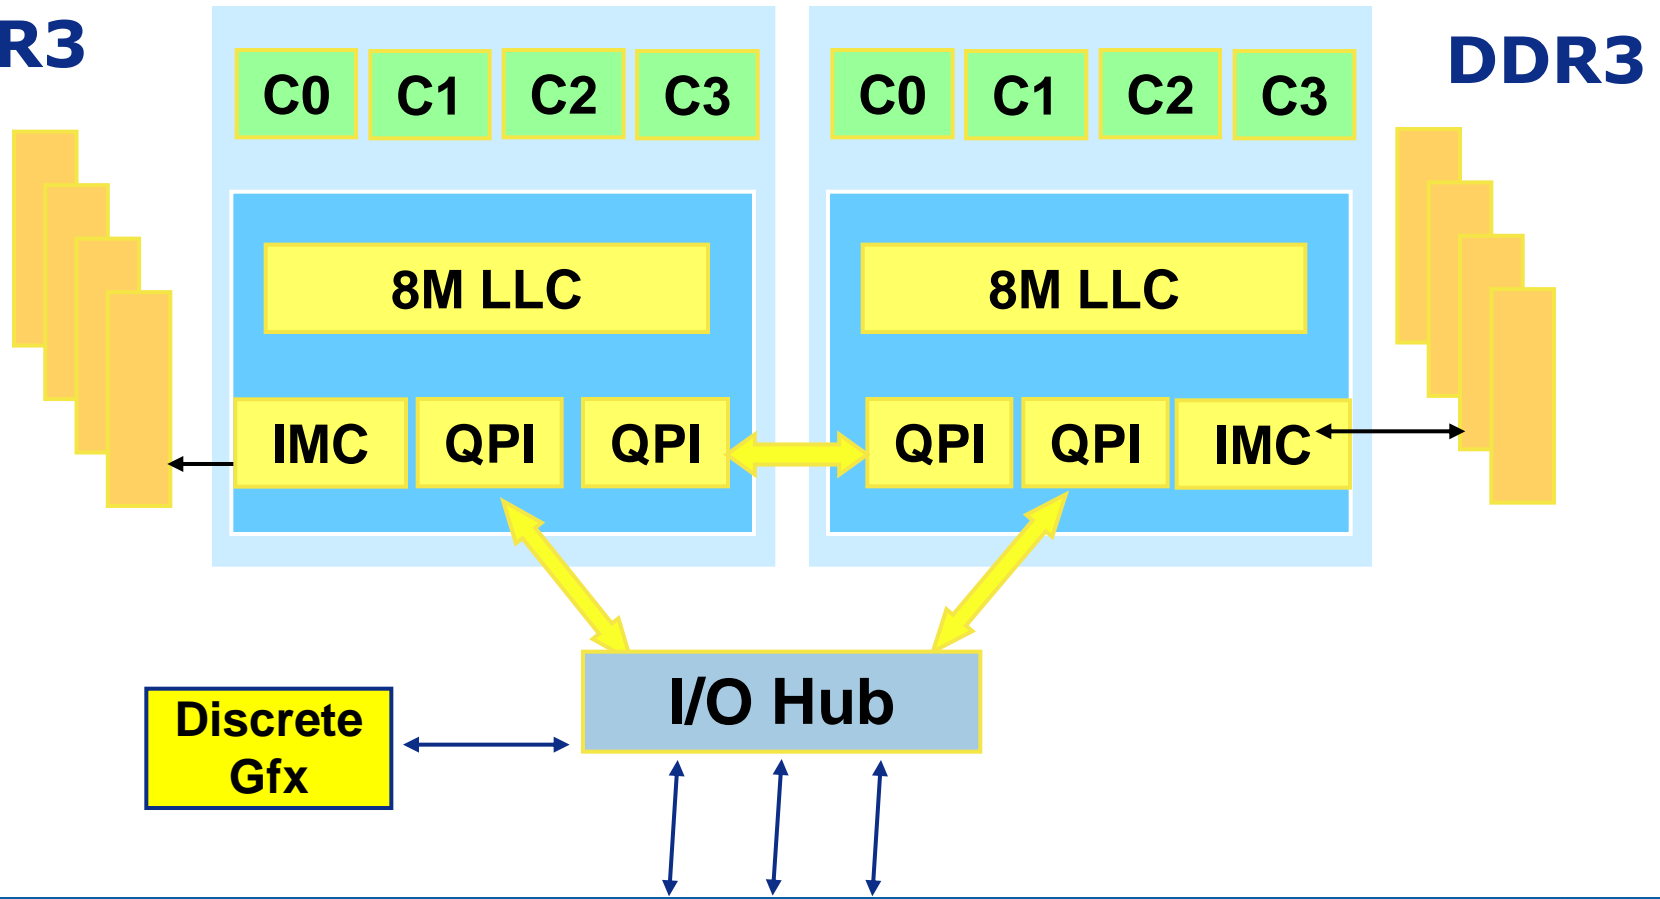 R3
DDR3
C0 C1 C2 C3
C0 C1 C2 C3
8M LLC
8M LLC
IMC QPI QPI
QPI QPI IMC
I/O Hub
Discrete
Gfx